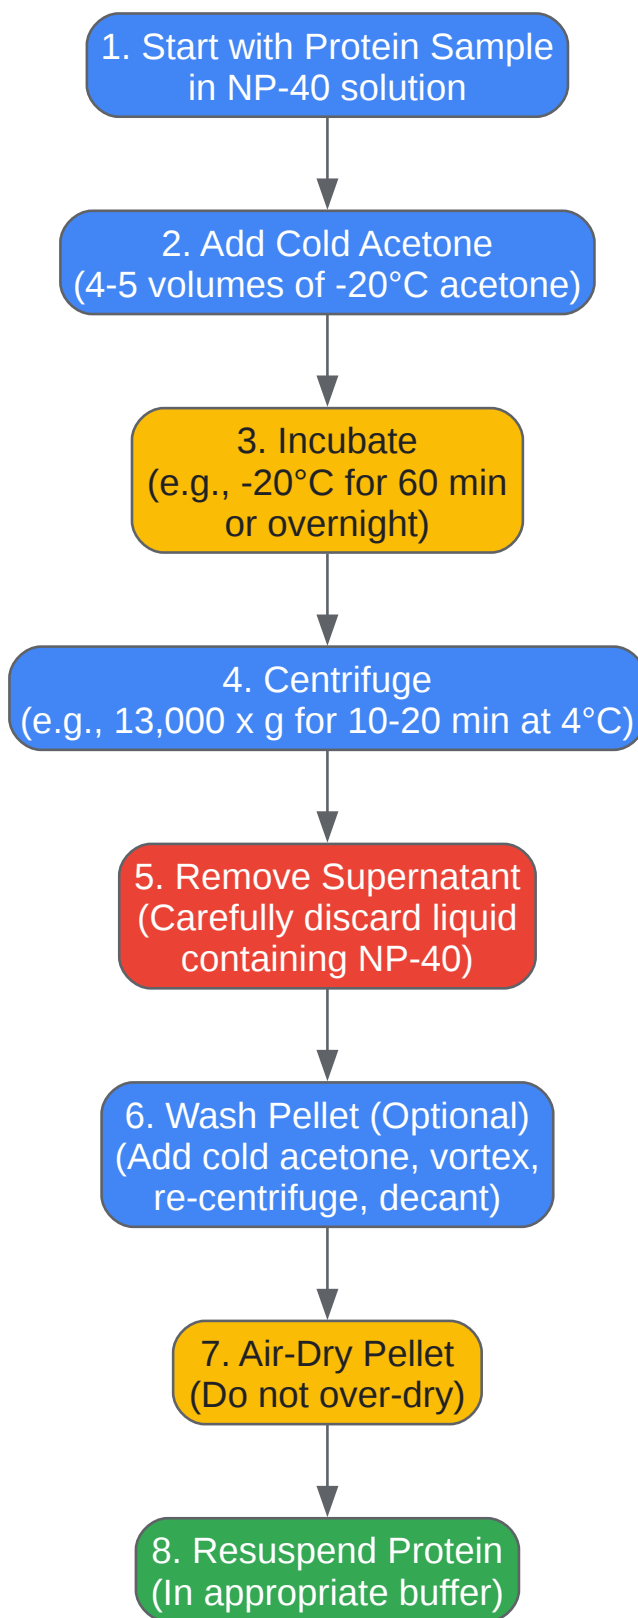 1. Start with Protein Sample
in NP-40 solution
2. Add Cold Acetone
(4-5 volumes of -20°C acetone)
3. Incubate
(e.g., -20°C for 60 min
or overnight)
4. Centrifuge
(e.g., 13,000 x g for 10-20 min at 4°C)
5. Remove Supernatant
(Carefully discard liquid
containing NP-40)
6. Wash Pellet (Optional)
(Add cold acetone, vortex,
re-centrifuge, decant)
7. Air-Dry Pellet
(Do not over-dry)
8. Resuspend Protein
(In appropriate buffer)